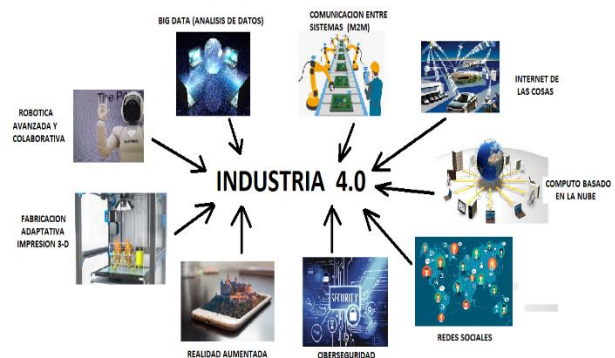 BIG DATA (ANALISIS DE DATOS)
COMUNICACION ENTRE
SISTEMAS (M2M)
INTERNET DE
LAS COSAS
ROBOTICA
AVANZADA Y
COLABORATIVA
INDUSTRIA 4.0
COMPUTO BASADO
EN LA NUBE
FABRICACION
ADAPTATIVA
IMPRESION 3-D
SECURITY
REALIDAD AUMENTADA
CIBERSEGURIDAD
REDES SOCIALES